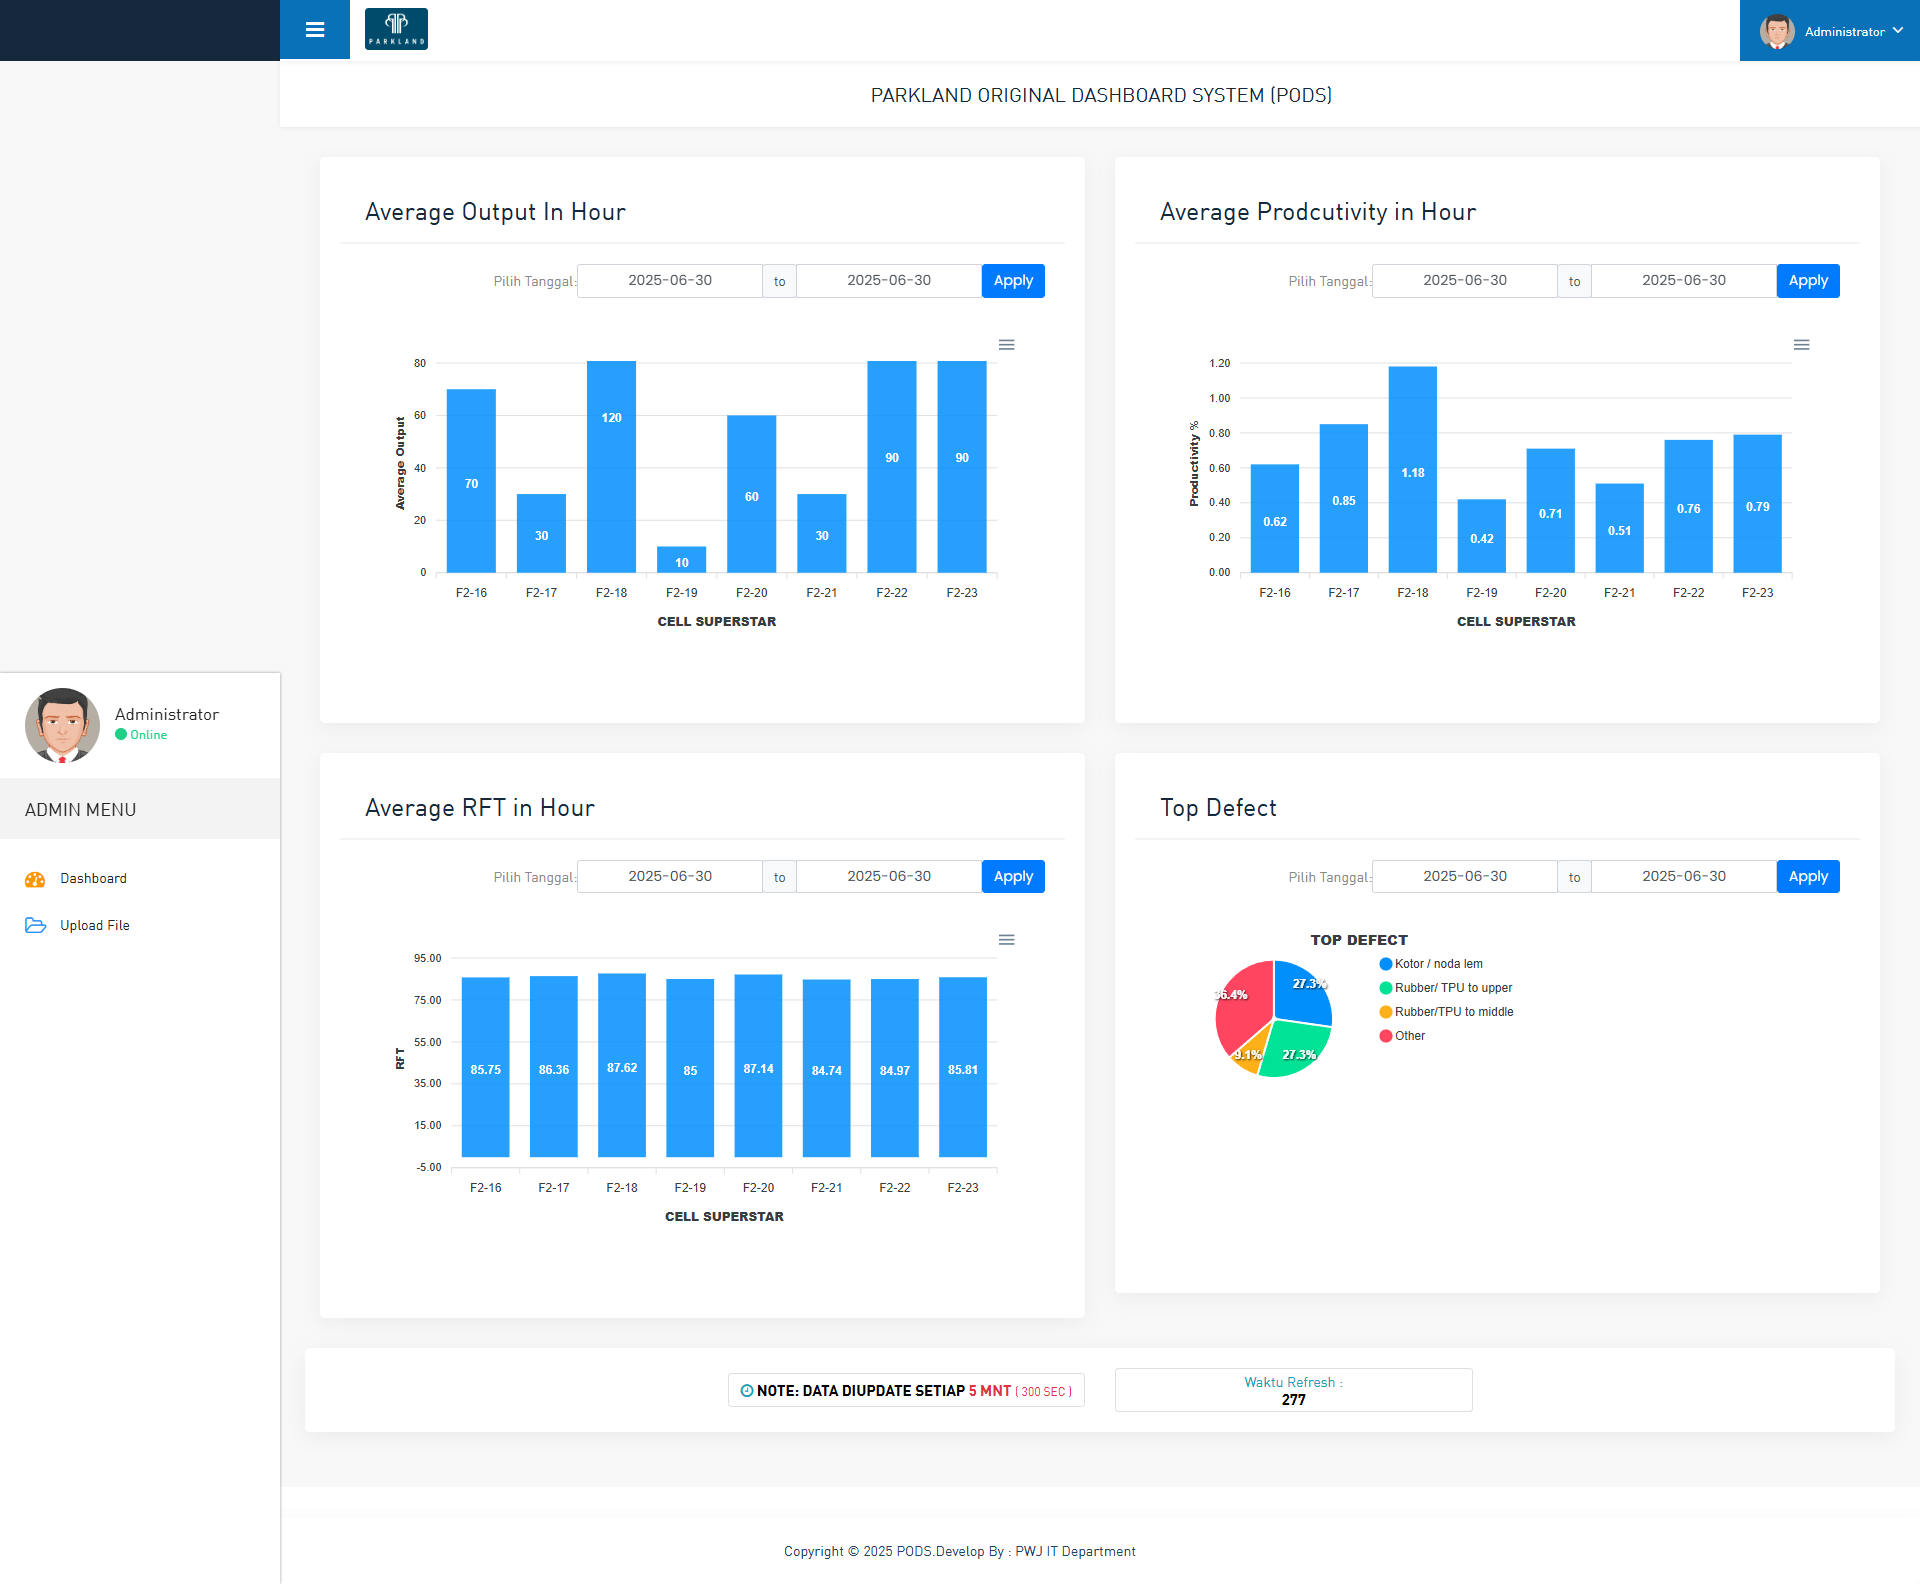 PARKLAND
Administrator
PARKLAND ORIGINAL DASHBOARD SYSTEM (PODS)
Average Output In Hour
Pilih Tanggal: 2025-06-30 to 2025-06-30 Apply
80
60
40
20
0
Average Output
70
30
120
10
60
30
90
90
F2-16 F2-17 F2-18 F2-19 F2-20 F2-21 F2-22 F2-23
CELL SUPERSTAR
Average Prodcutivity in Hour
Pilih Tanggal: 2025-06-30 to 2025-06-30 Apply
1.20
1.00
0.80
0.60
0.40
0.20
0.00
Productivity %
0.62
0.85
1.18
0.42
0.71
0.51
0.76
0.79
F2-16 F2-17 F2-18 F2-19 F2-20 F2-21 F2-22 F2-23
CELL SUPERSTAR
Administrator
Online
ADMIN MENU
Dashboard
Upload File
Average RFT in Hour
Pilih Tanggal: 2025-06-30 to 2025-06-30 Apply
95.00
75.00
55.00
35.00
15.00
-5.00
RFT
85.75
86.36
87.62
85
87.14
84.74
84.97
85.81
F2-16 F2-17 F2-18 F2-19 F2-20 F2-21 F2-22 F2-23
CELL SUPERSTAR
Top Defect
Pilih Tanggal: 2025-06-30 to 2025-06-30 Apply
TOP DEFECT
27.3%
27.3%
9.1%
36.4%
Kotor / noda lem
Rubber/ TPU to upper
Rubber/TPU to middle
Other
NOTE: DATA DIUPDATE SETIAP 5 MNT ( 300 SEC )
Waktu Refresh :
277
Copyright © 2025 PODS.Develop By : PWJ IT Department